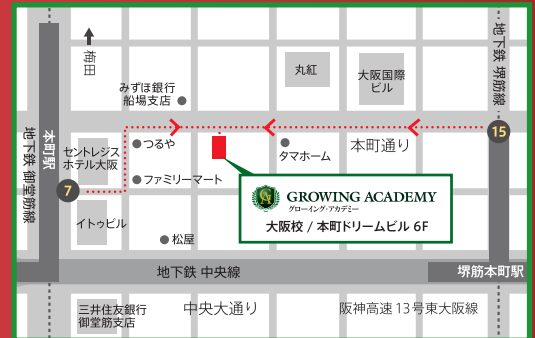 梅田
地下鉄 堺筋線
丸紅
大阪国際
ビル
みずほ銀行
船場支店
本町駅
地下鉄 御堂筋線
15
つるや
セントレジス
ホテル大阪
タマホーム
本町通り
7
ファミリーマート
GROWING ACADEMY
グローイング・アカデミー
大阪校 / 本町ドリームビル 6F
イトゥビル
松屋
地下鉄 中央線
堺筋本町駅
三井住友銀行
御堂筋支店
中央大通り
阪神高速13号東大阪線